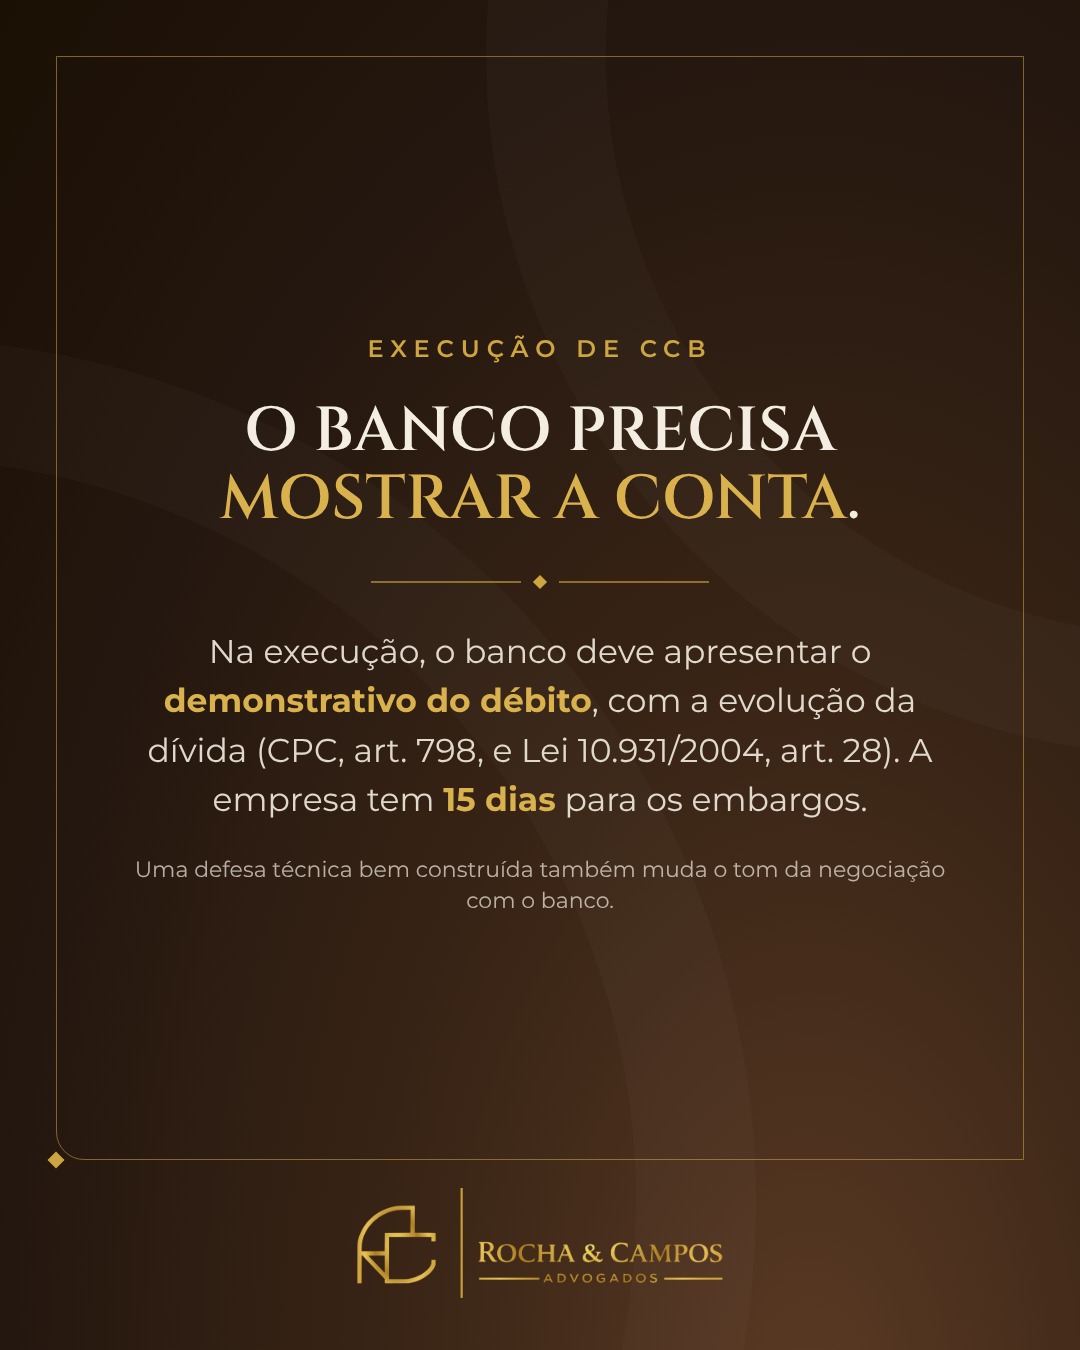 EXECUÇÃO DE CCB
O BANCO PRECISA
MOSTRAR A CONTA.
Na execução, o banco deve apresentar o
demonstrativo do débito, com a evolução da
dívida (CPC, art. 798, e Lei 10.931/2004, art. 28). A
empresa tem 15 dias para os embargos.
Uma defesa técnica bem construída também muda o tom da negociação
com o banco.
ROCHA & CAMPOS
ADVOGADOS